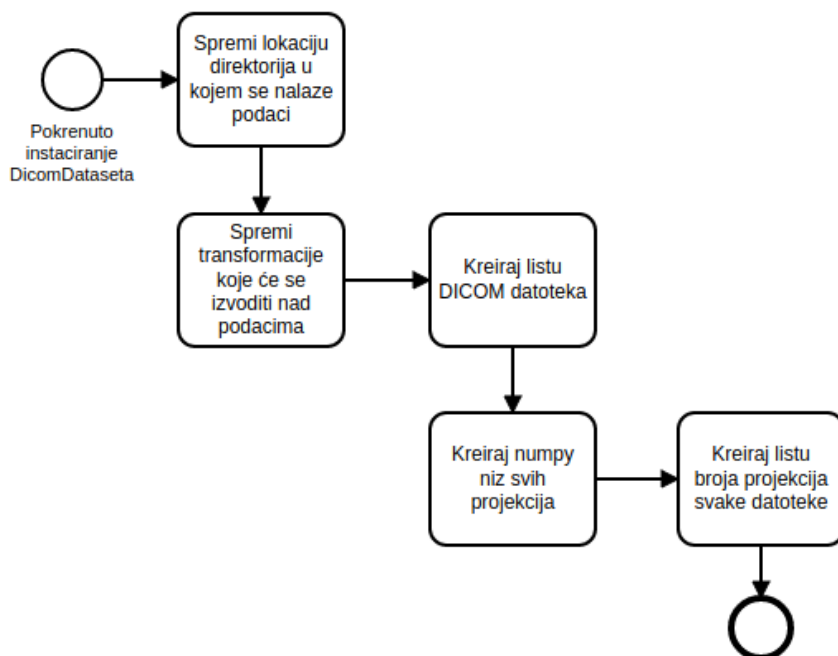 Spremi lokaciju
direktorija u
kojem se nalaze
podaci
Pokrenuto
instaciranje
DicomDataseta
Spremi
transformacije
koje će se
izvoditi nad
podacima
Kreiraj listu
DICOM datoteka
Kreiraj numpy
niz svih
projekcija
Kreiraj listu
broja projekcija
svake datoteke